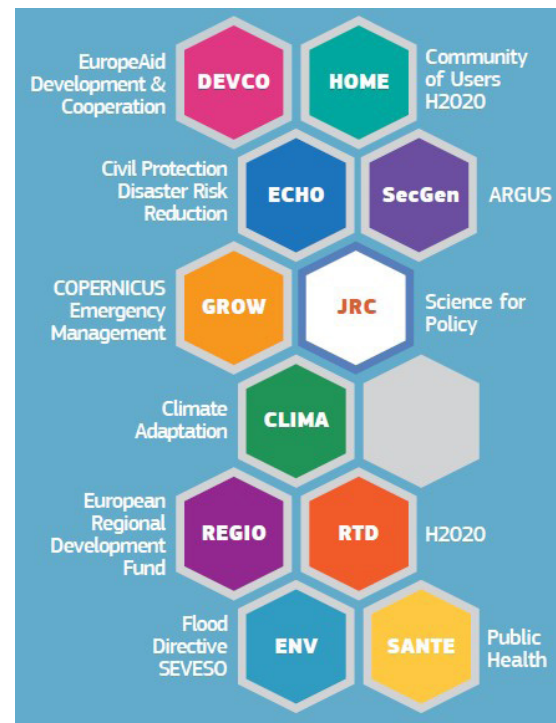 EuropeAid
Development &
Cooperation
DEVCO
HOME
Community
of Users
H2020
Civil Protection
Disaster Risk
Reduction
ECHO
SecGen
ARGUS
COPERNICUS
Emergency
Management
GROW
JRC
Science for
Policy
Climate
Adaptation
CLIMA
European
Regional
Development
Fund
REGIO
RTD
H2020
Flood
Directive
SEVESO
ENV
SANTE
Public
Health